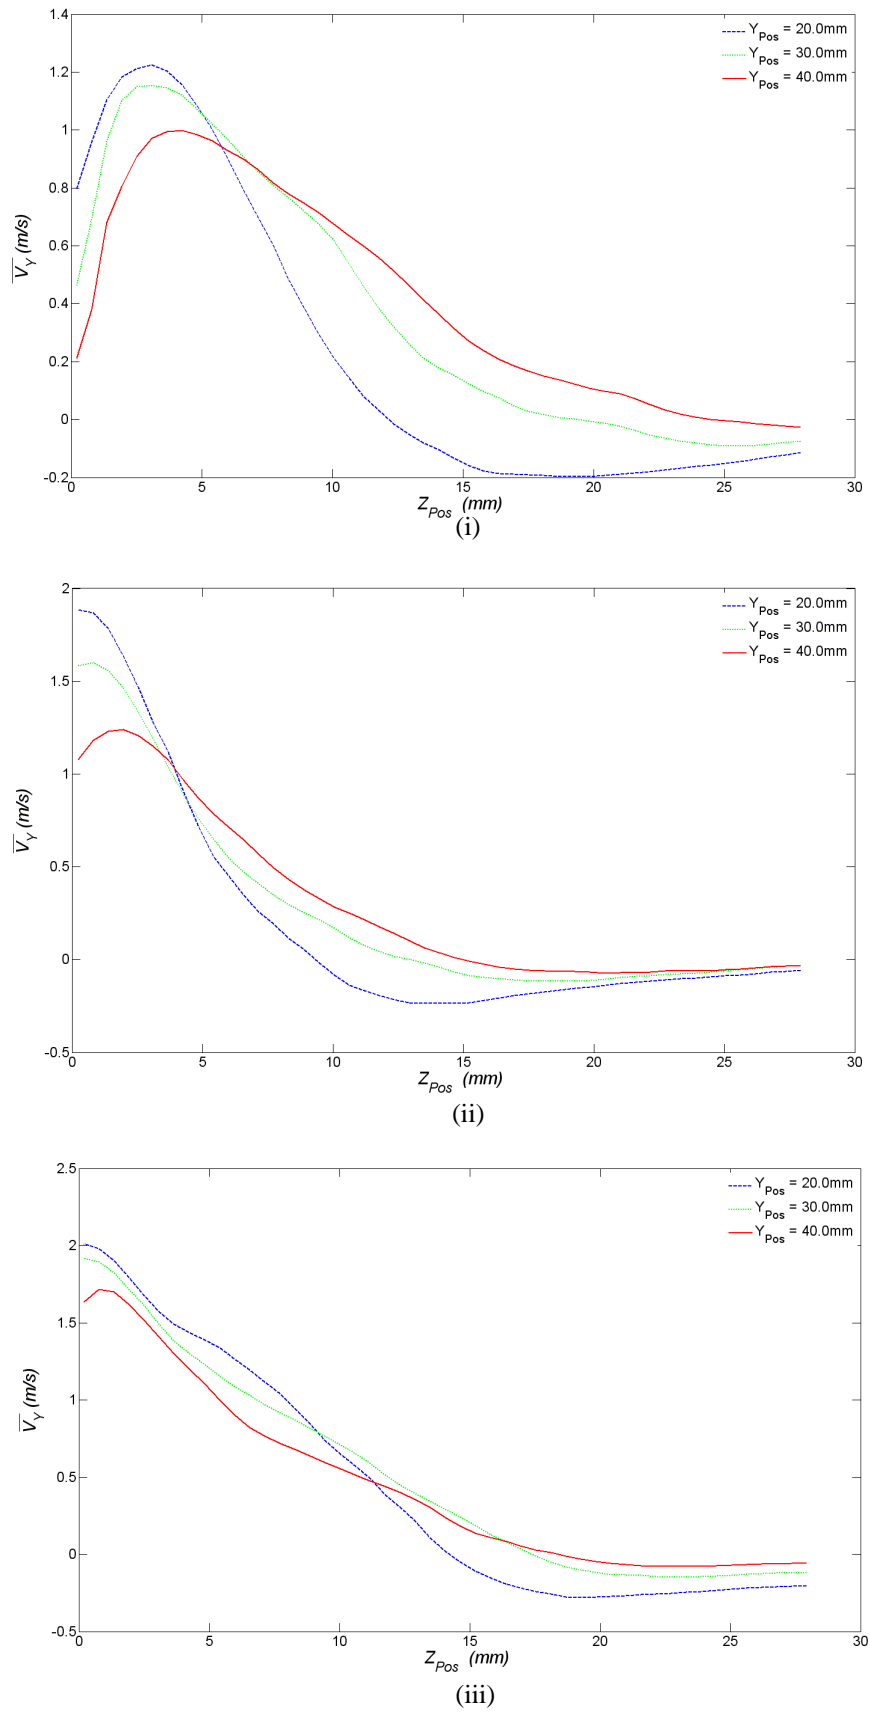 1.4
1.2
1
0.8
0.6
0.4
0.2
0
-0.2
V̅_Y (m/s)
Y_Pos = 20.0mm
Y_Pos = 30.0mm
Y_Pos = 40.0mm
0 5 10 15 20 25 30
Z_Pos (mm)
(i)
2
1.5
1
0.5
0
-0.5
V̅_Y (m/s)
Y_Pos = 20.0mm
Y_Pos = 30.0mm
Y_Pos = 40.0mm
0 5 10 15 20 25 30
Z_Pos (mm)
(ii)
2.5
2
1.5
1
0.5
0
-0.5
V̅_Y (m/s)
Y_Pos = 20.0mm
Y_Pos = 30.0mm
Y_Pos = 40.0mm
0 5 10 15 20 25 30
Z_Pos (mm)
(iii)